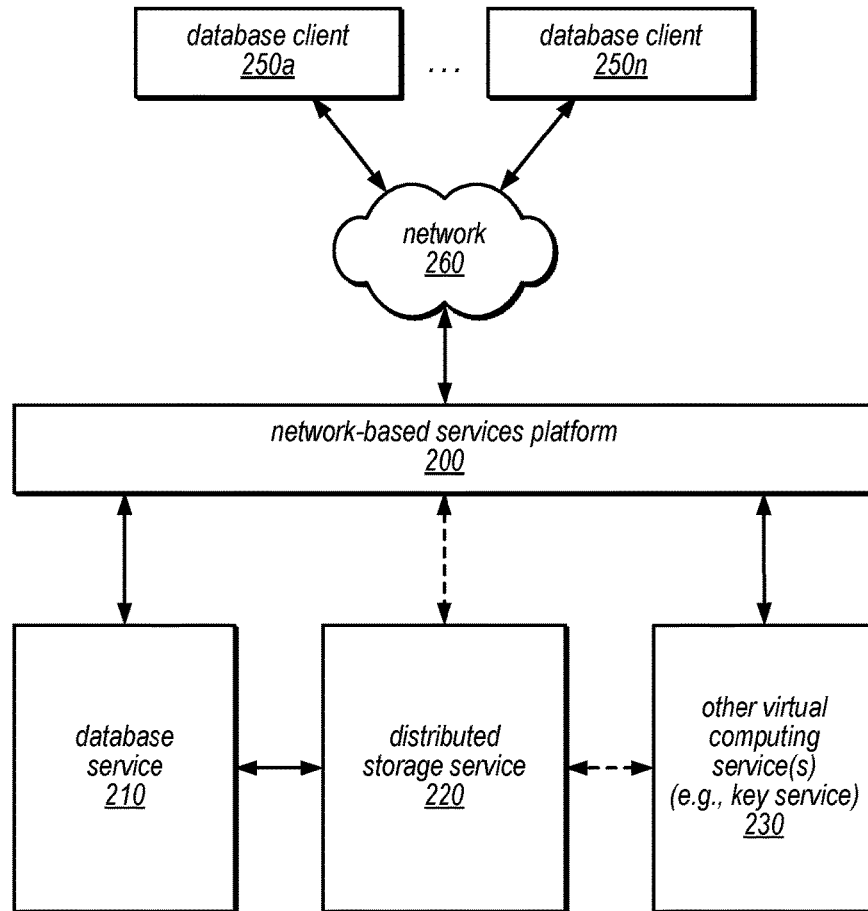 database client
250a
...
database client
250n
network
260
network-based services platform
200
database
service
210
distributed
storage service
220
other virtual
computing
service(s)
(e.g., key service)
230